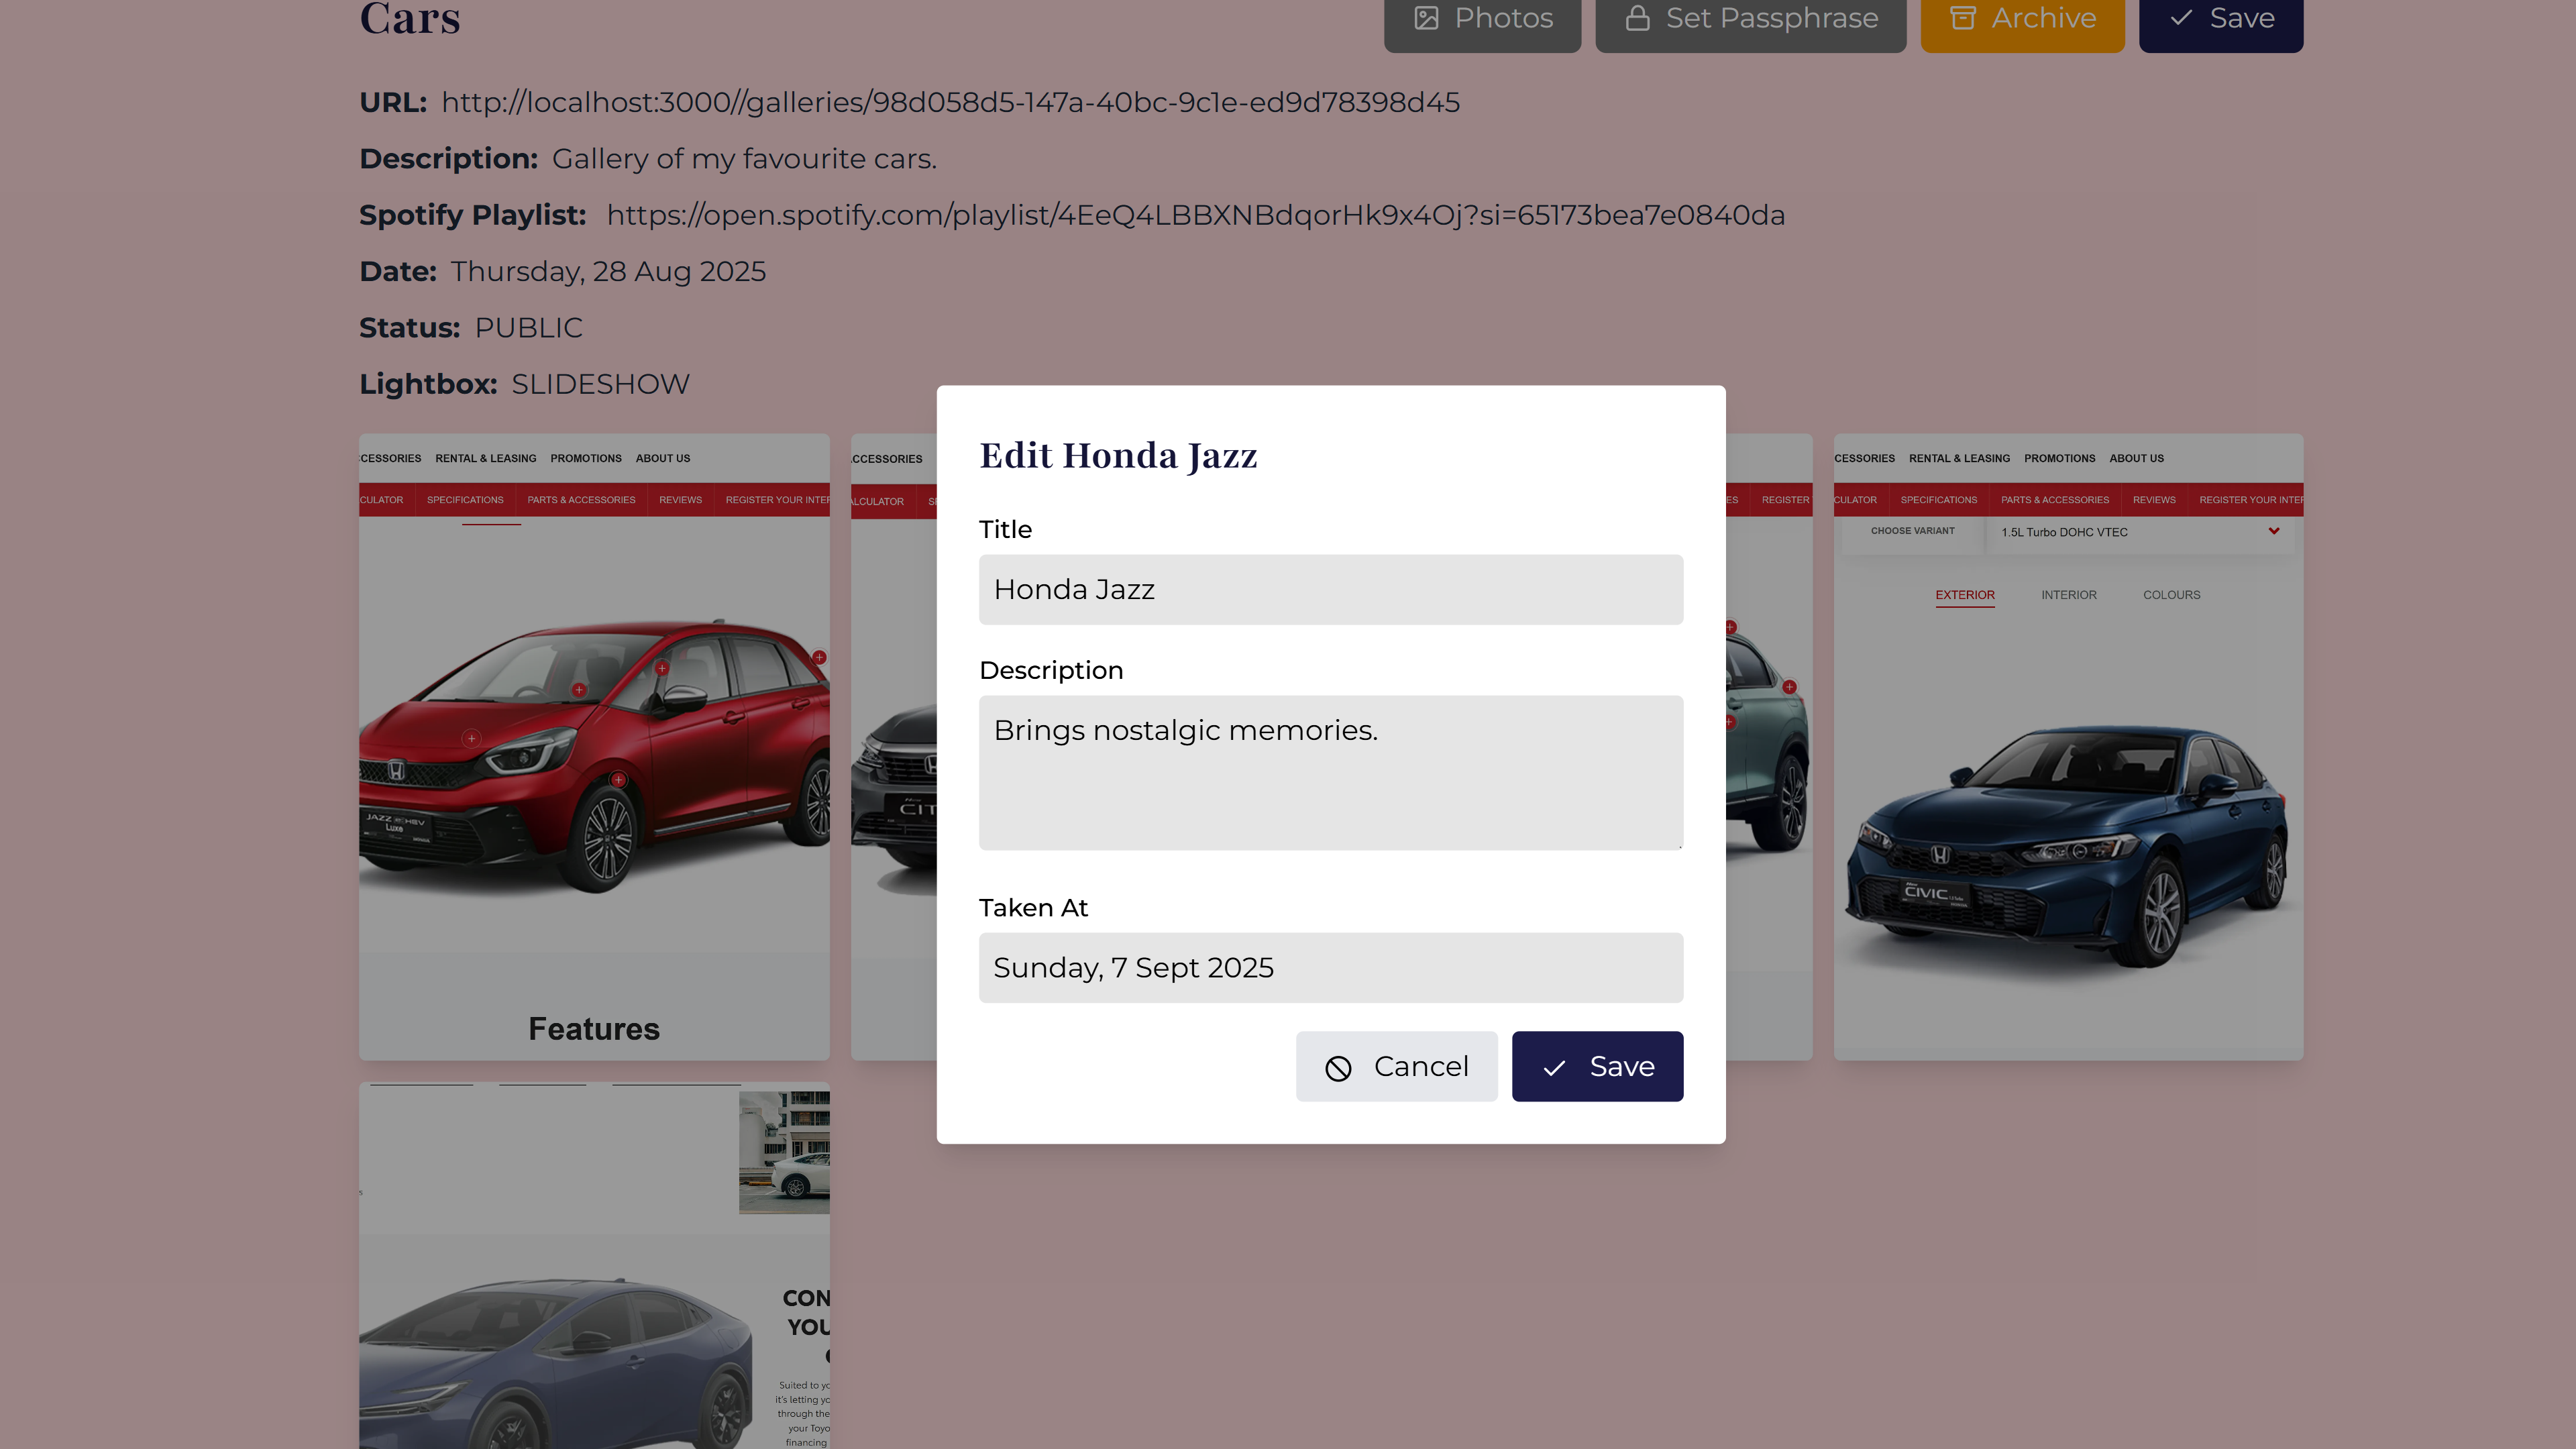 Cars
Photos
Set Passphrase
Archive
Save
URL: http://localhost:3000//galleries/98d058d5-147a-40bc-9c1e-ed9d78398d45
Description: Gallery of my favourite cars.
Spotify Playlist: https://open.spotify.com/playlist/4EeQ4LBBXNBdqorHk9x4Oj?si=65173bea7e0840da
Date: Thursday, 28 Aug 2025
Status: PUBLIC
Lightbox: SLIDESHOW
CCESSORIES RENTAL & LEASING PROMOTIONS ABOUT US
CULATOR SPECIFICATIONS PARTS & ACCESSORIES REVIEWS REGISTER YOUR INTER
JAZZ e:HEV
Luxe
Features
CCESSORIES
ALCULATOR
CIT
Edit Honda Jazz
Title
Honda Jazz
Description
Brings nostalgic memories.
Taken At
Sunday, 7 Sept 2025
Cancel
Save
ES REGISTER
CESSORIES RENTAL & LEASING PROMOTIONS ABOUT US
CULATOR SPECIFICATIONS PARTS & ACCESSORIES REVIEWS REGISTER YOUR INTER
CHOOSE VARIANT 1.5L Turbo DOHC VTEC
EXTERIOR INTERIOR COLOURS
CIVIC
CON
YOU
Suited to yo
it's letting yo
through the
your Toyo
financing